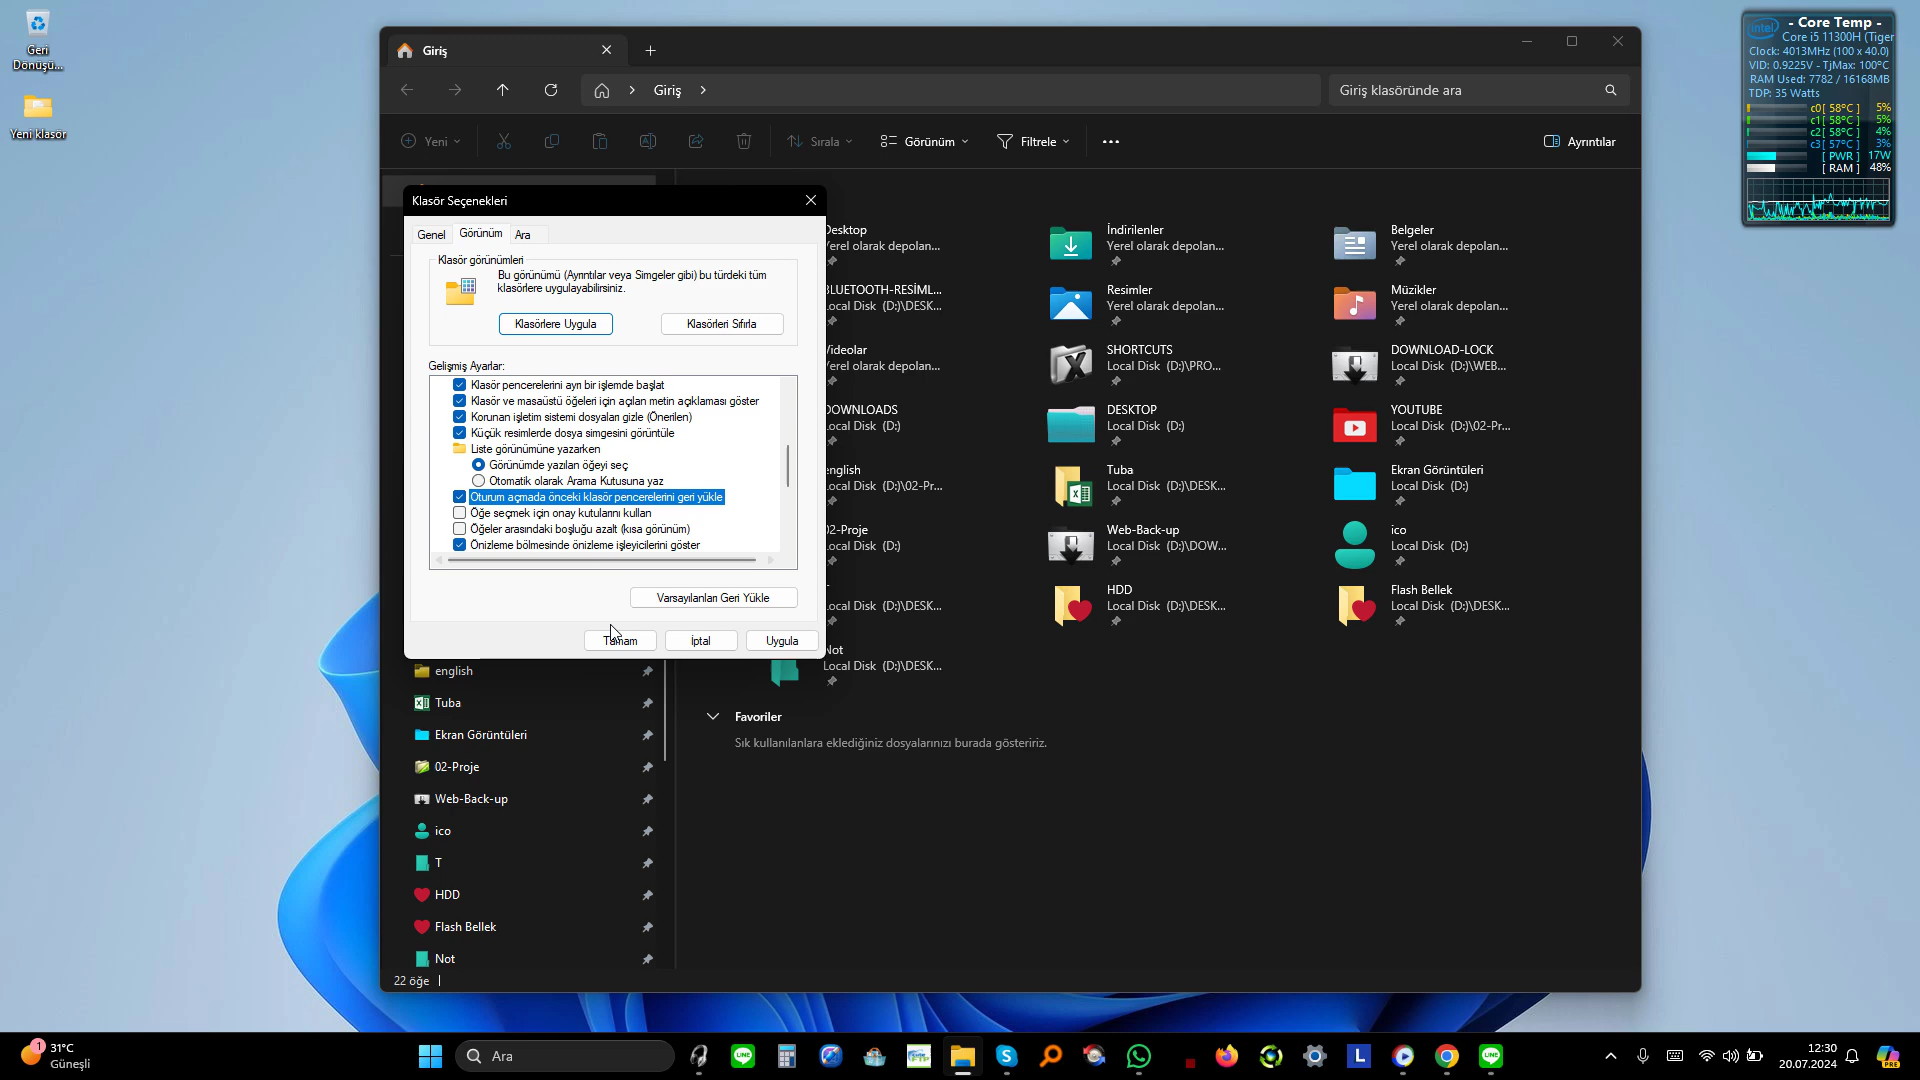 Geri
Dönüşü...
Yeni klasör
Giriş
Giriş
Giriş klasöründe ara
Yeni
Sırala
Görünüm
Filtrele
Ayrıntılar
Klasör Seçenekleri
Genel
Görünüm
Ara
Klasör görünümleri
Bu görünümü (Ayrıntılar veya Simgeler gibi) bu türdeki tüm
klasörlere uygulayabilirsiniz.
Klasörlere Uygula
Klasörleri Sıfırla
Gelişmiş Ayarlar:
Klasör pencerelerini ayrı bir işlemde başlat
Klasör ve masaüstü öğeleri için açılan metin açıklaması göster
Korunan işletim sistemi dosyaları gizle (Önerilen)
Küçük resimlerde dosya simgesini görüntüle
Liste görünümüne yazarken
Görünümde yazılan öğeyi seç
Otomatik olarak Arama Kutusuna yaz
Oturum açmada önceki klasör pencerelerini geri yükle
Öğe seçmek için onay kutularını kullan
Öğeler arasındaki boşluğu azalt (kısa görünüm)
Önizleme bölmesinde önizleme işleyicilerini göster
Varsayılanları Geri Yükle
Tamam
İptal
Uygula
Desktop
Yerel olarak depolan...
İndirilenler
Yerel olarak depolan...
Belgeler
Yerel olarak depolan...
BLUETOOTH-RESİML...
Local Disk (D:)\DESK...
Resimler
Yerel olarak depolan...
Müzikler
Yerel olarak depolan...
Videolar
Yerel olarak depolan...
SHORTCUTS
Local Disk (D:)\PRO...
DOWNLOAD-LOCK
Local Disk (D:)\WEB...
DOWNLOADS
Local Disk (D:)
DESKTOP
Local Disk (D:)
YOUTUBE
Local Disk (D:)\02-Pr...
english
Local Disk (D:)\02-Pr...
Tuba
Local Disk (D:)\DESK...
Ekran Görüntüleri
Local Disk (D:)
02-Proje
Local Disk (D:)
Web-Back-up
Local Disk (D:)\DOW...
ico
Local Disk (D:)
Local Disk (D:)\DESK...
HDD
Local Disk (D:)\DESK...
Flash Bellek
Local Disk (D:)\DESK...
Not
Local Disk (D:)\DESK...
Favoriler
Sık kullanılanlara eklediğiniz dosyalarınızı burada gösteririz.
english
Tuba
Ekran Görüntüleri
02-Proje
Web-Back-up
ico
T
HDD
Flash Bellek
Not
22 öğe
- Core Temp -
intel
Core i5 11300H (Tiger
Clock: 4013MHz (100 x 40.0)
VID: 0.9225V - TjMax: 100°C
RAM Used: 7782 / 16168MB
TDP: 35 Watts
c0[ 58°C ] 5%
c1[ 58°C ] 5%
c2[ 58°C ] 4%
c3[ 57°C ] 3%
[ PWR ] 17W
[ RAM ] 48%
1
31°C
Güneşli
Ara
12:30
20.07.2024